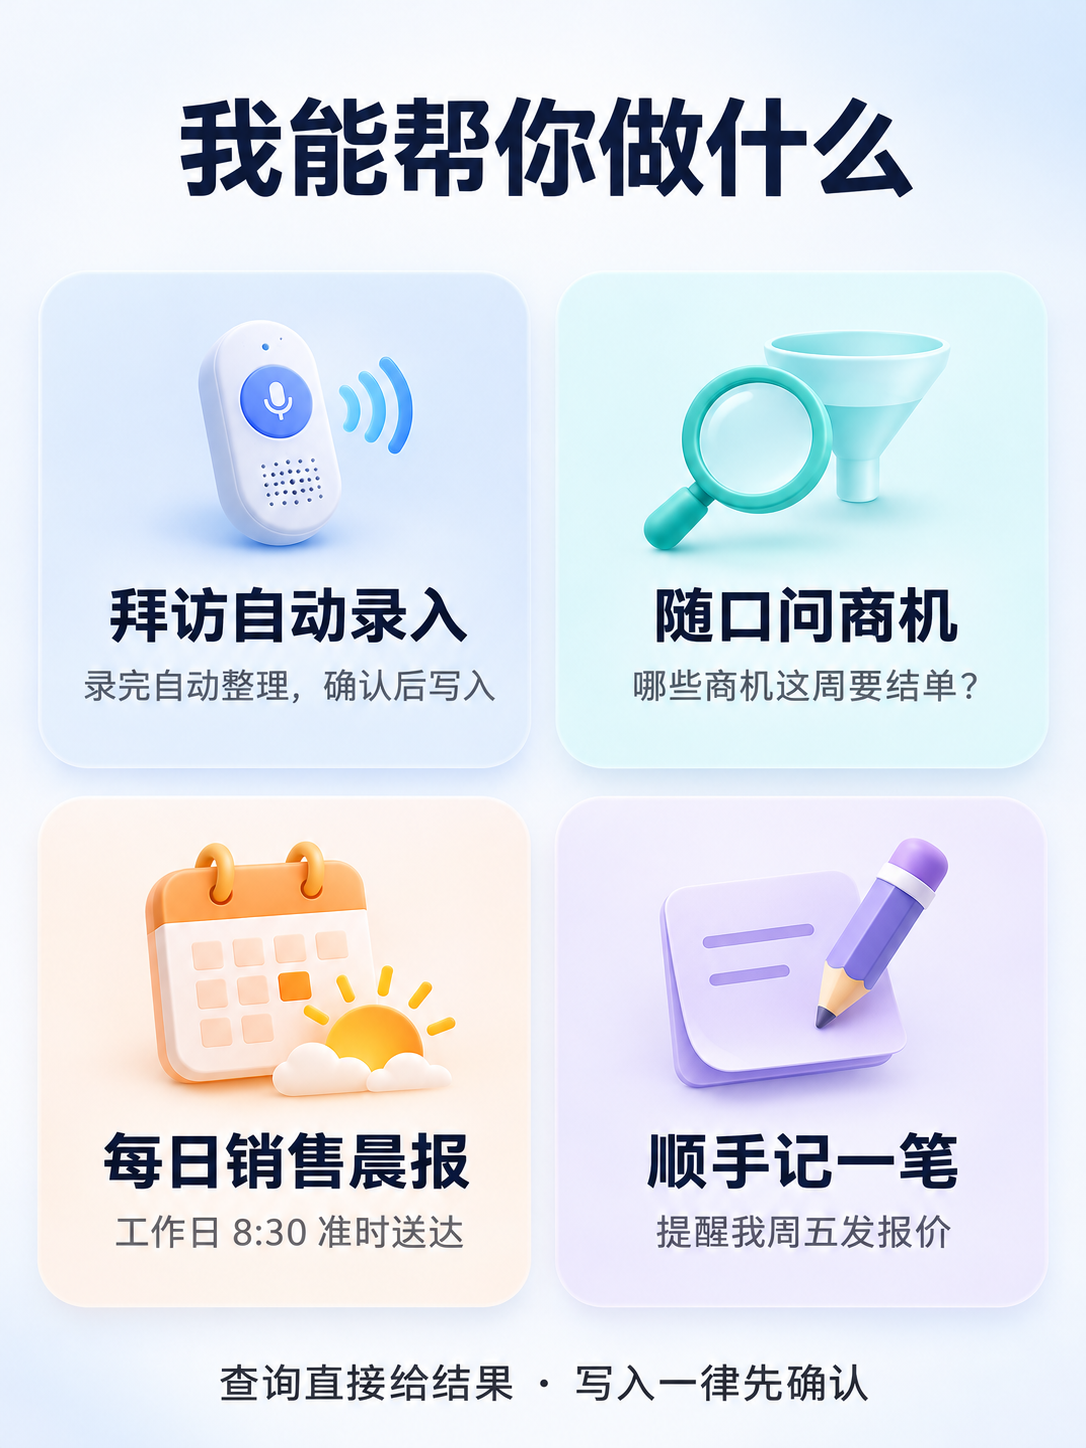 我能帮你做什么
拜访自动录入
录完自动整理，确认后写入
随口问商机
哪些商机这周要结单？
每日销售晨报
工作日 8:30 准时送达
顺手记一笔
提醒我周五发报价
查询直接给结果 · 写入一律先确认